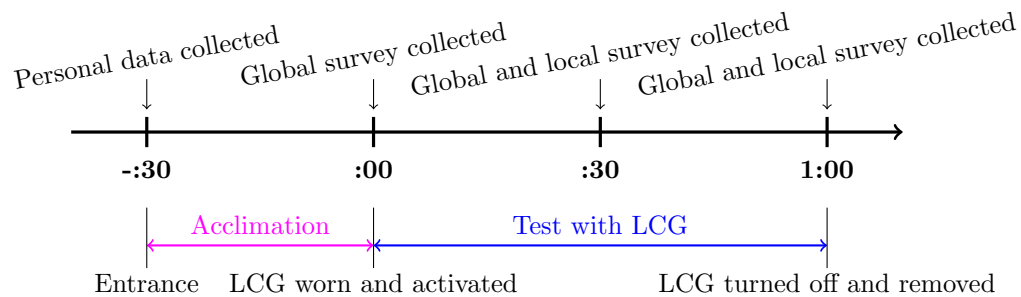 Personal data collected
Global survey collected
Global and local survey collected
Global and local survey collected
-:30
:00
:30
1:00
Acclimation
Test with LCG
Entrance
LCG worn and activated
LCG turned off and removed